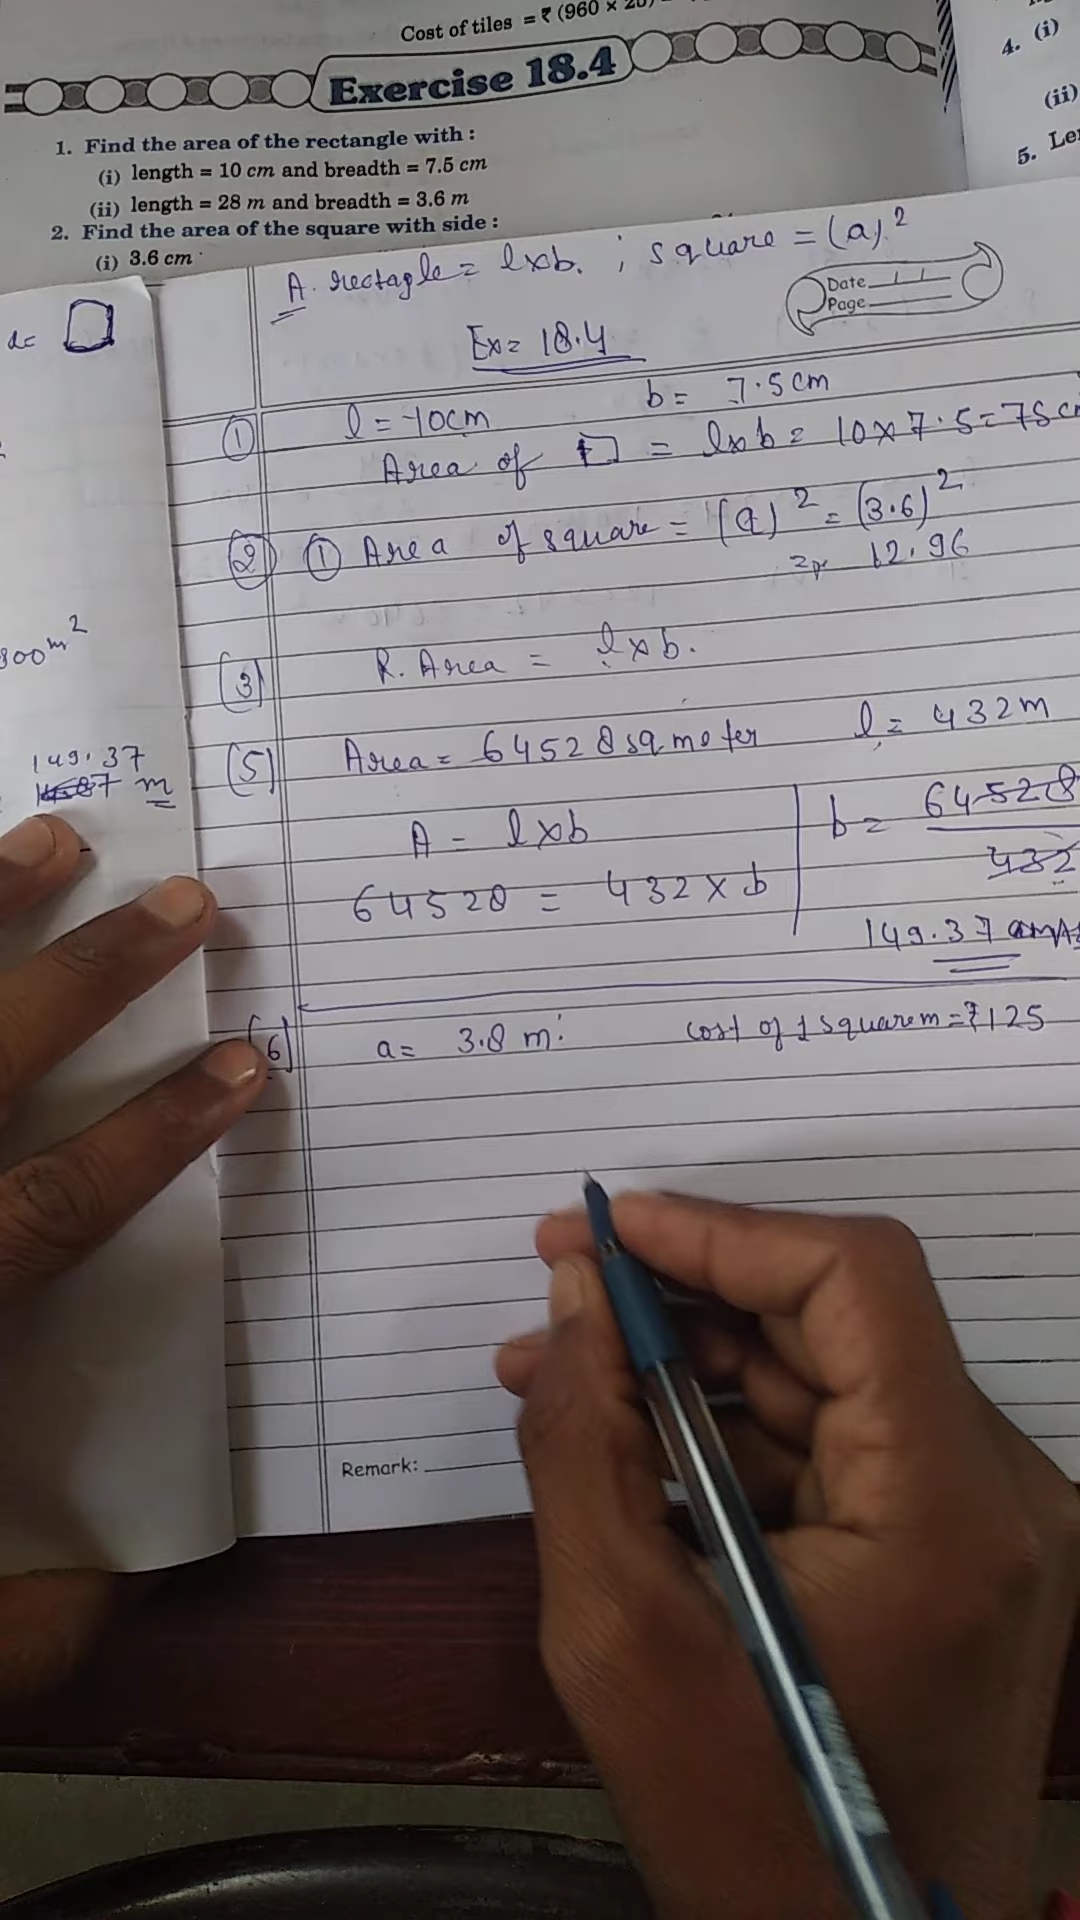 Cost of tiles = ₹ (960 × 20)
Exercise 18.4
1. Find the area of the rectangle with :
(i) length = 10 cm and breadth = 7.5 cm
(ii) length = 28 m and breadth = 3.6 m
2. Find the area of the square with side :
(i) 3.6 cm
4. (i)
(ii)
5. Le
A. rectagle = l×b. ; square = (a)²
Date
Page
d=
Ex= 18.4
① l = 10cm b = 7.5cm
Area of □ = l×b = 10×7.5=75cm
② ① Area of square = (a)² = (3.6)²
= 12.96
300m²
(3) R. Area = l×b.
149.37
m
(5) Area = 64528 sq meter l = 432m
A = l×b
b = 64528
432
64528 = 432×b
149.37
(6) a= 3.8 m. cost of 1 square m = ₹125
Remark: